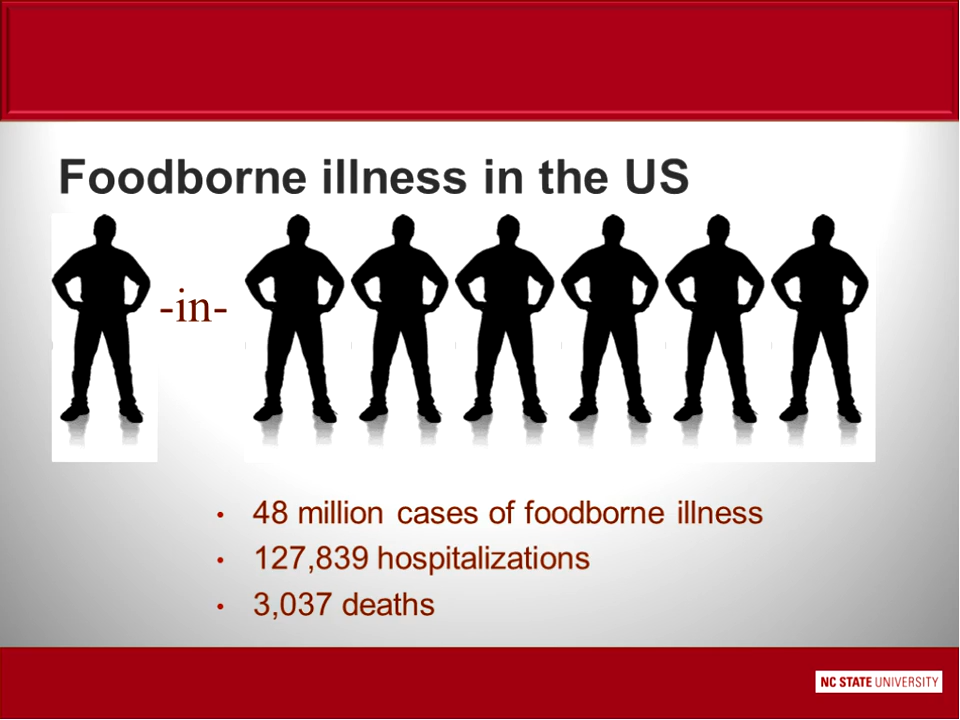 Foodborne illness in the US
-in-
• 48 million cases of foodborne illness
• 127,839 hospitalizations
• 3,037 deaths
NC STATE UNIVERSITY